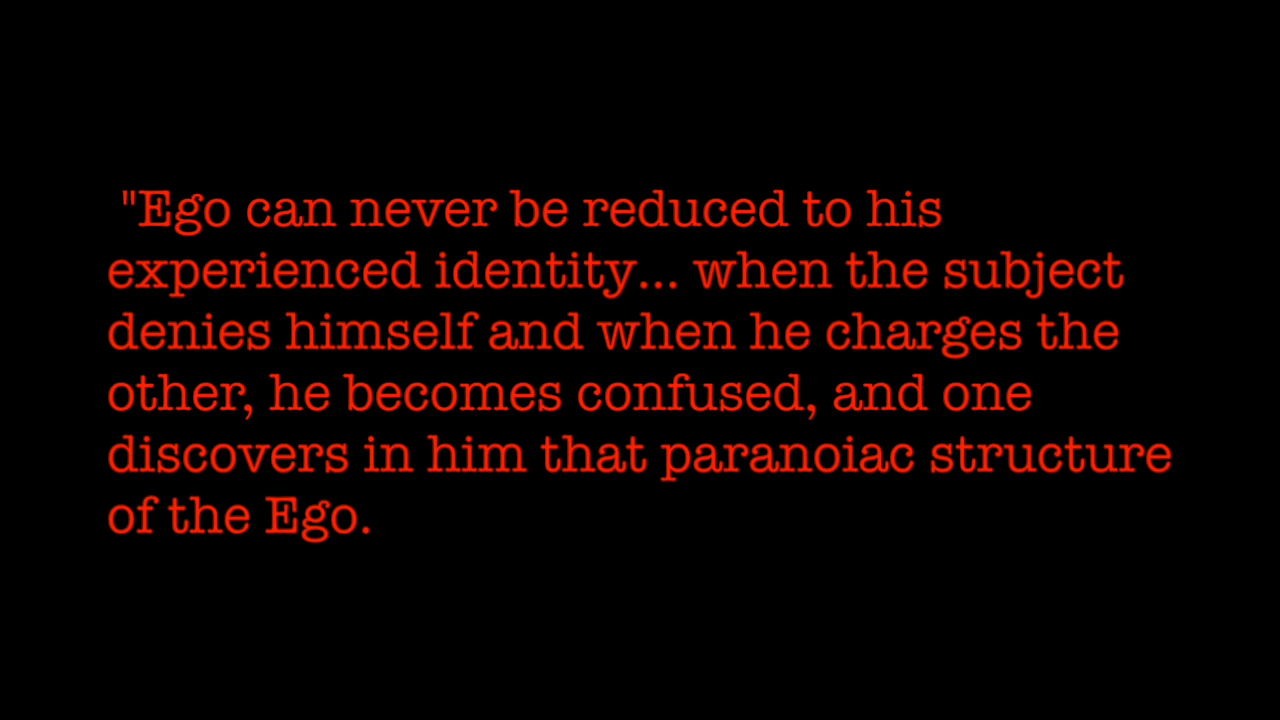 "Ego can never be reduced to his
experienced identity... when the subject
denies himself and when he charges the
other, he becomes confused, and one
discovers in him that paranoiac structure
of the Ego.